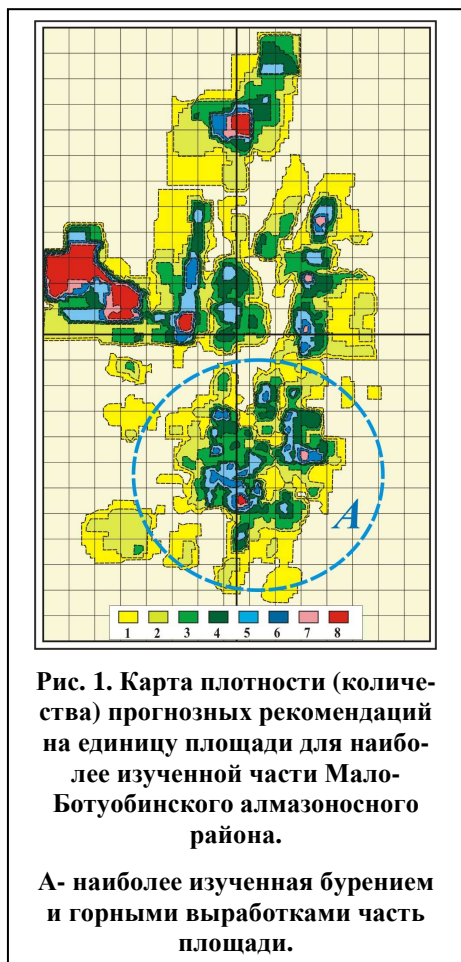 A
1 2 3 4 5 6 7 8
Рис. 1. Карта плотности (количе-
ства) прогнозных рекомендаций
на единицу площади для наибо-
лее изученной части Мало-
Ботуобинского алмазоносного
района.
А- наиболее изученная бурением
и горными выработками часть
площади.